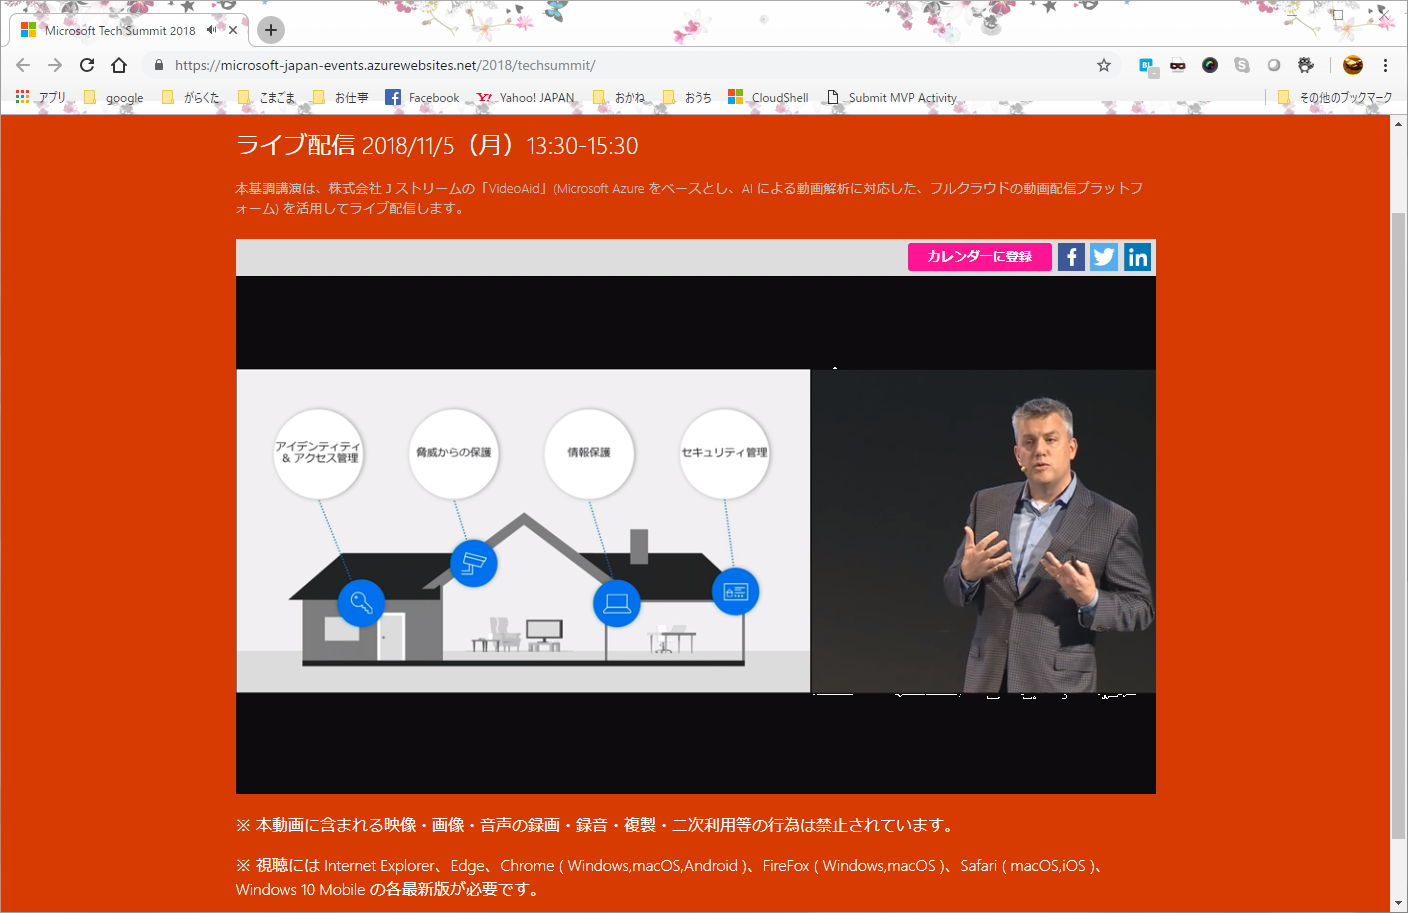 Microsoft Tech Summit 2018
https://microsoft-japan-events.azurewebsites.net/2018/techsummit/
アプリ google がらくた こまごま お仕事 Facebook Yahoo! JAPAN おかね おうち CloudShell Submit MVP Activity その他のブックマーク
ライブ配信 2018/11/5（月）13:30-15:30
本基調講演は、株式会社 J ストリームの「VideoAid」(Microsoft Azure をベースとし、AI による動画解析に対応した、フルクラウドの動画配信プラットフ
ォーム) を活用してライブ配信します。
カレンダーに登録
アイデンティティ
& アクセス管理
脅威からの保護
情報保護
セキュリティ管理
※ 本動画に含まれる映像・画像・音声の録画・録音・複製・二次利用等の行為は禁止されています。
※ 視聴には Internet Explorer、Edge、Chrome ( Windows,macOS,Android )、FireFox ( Windows,macOS )、Safari ( macOS,iOS )、
Windows 10 Mobile の各最新版が必要です。